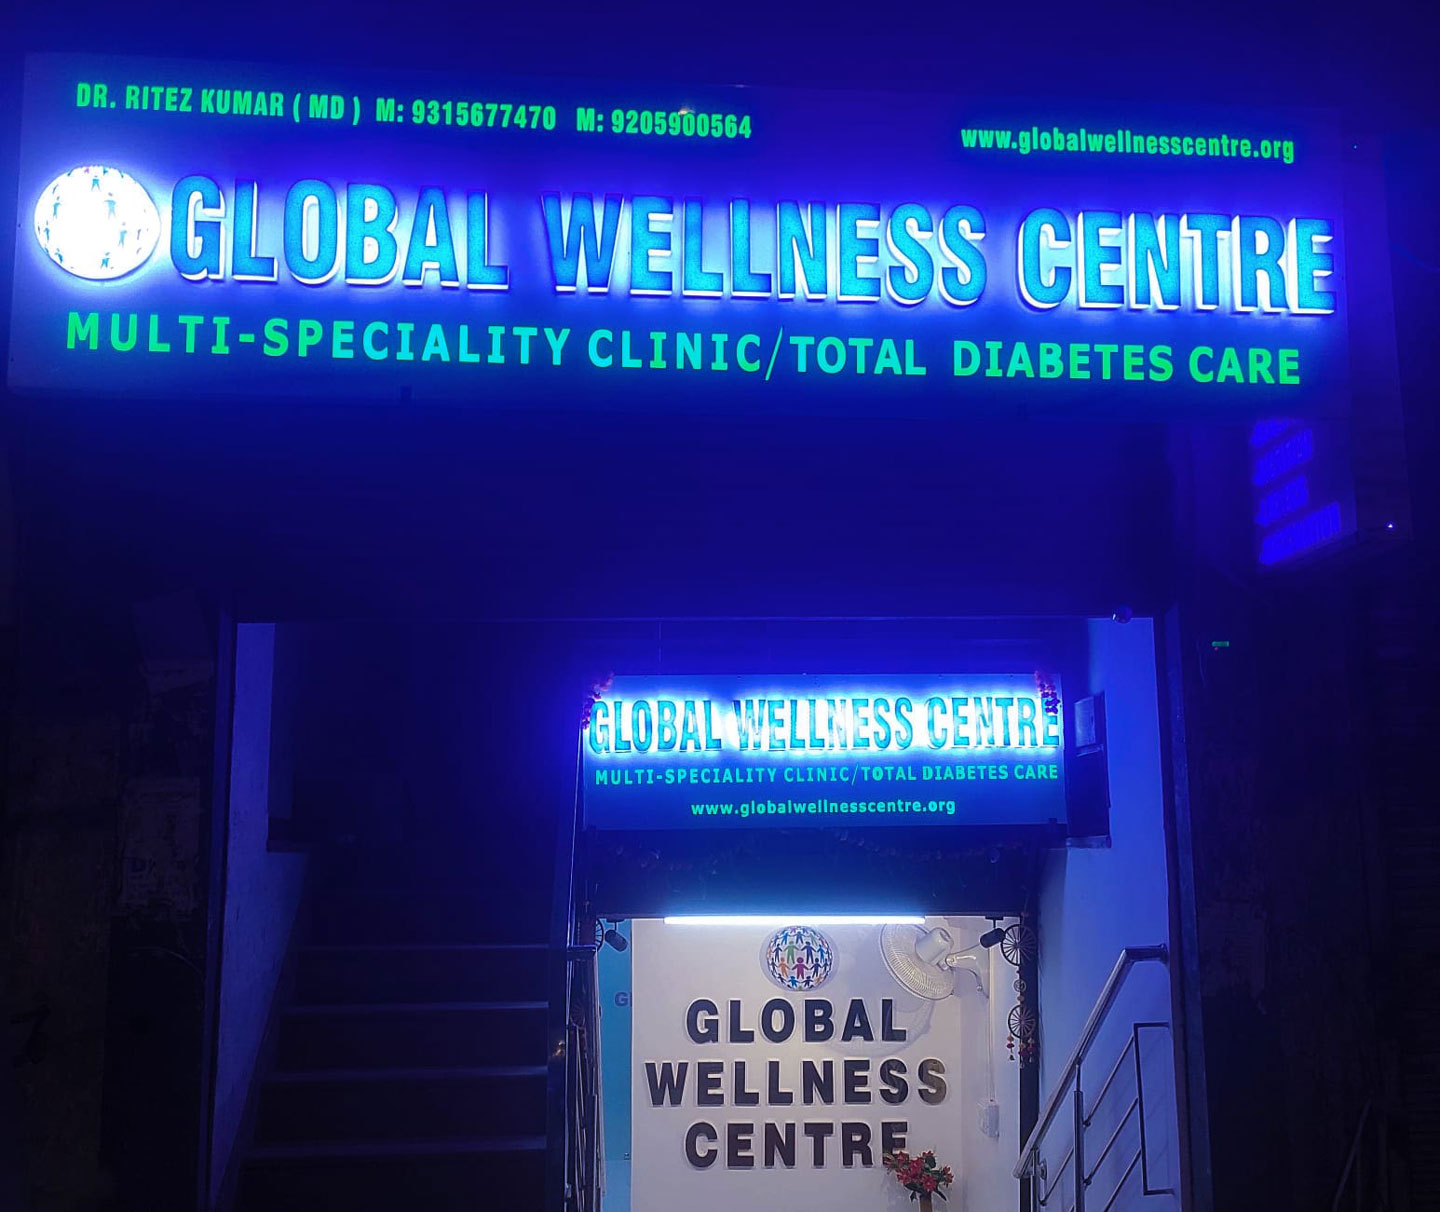 DR. RITEZ KUMAR ( MD ) M: 9315677470 M: 9205900564
www.globalwellnesscentre.org
GLOBAL WELLNESS CENTRE
MULTI-SPECIALITY CLINIC/TOTAL DIABETES CARE
GLOBAL WELLNESS CENTRE
MULTI-SPECIALITY CLINIC/TOTAL DIABETES CARE
www.globalwellnesscentre.org
GLOBAL
WELLNESS
CENTRE